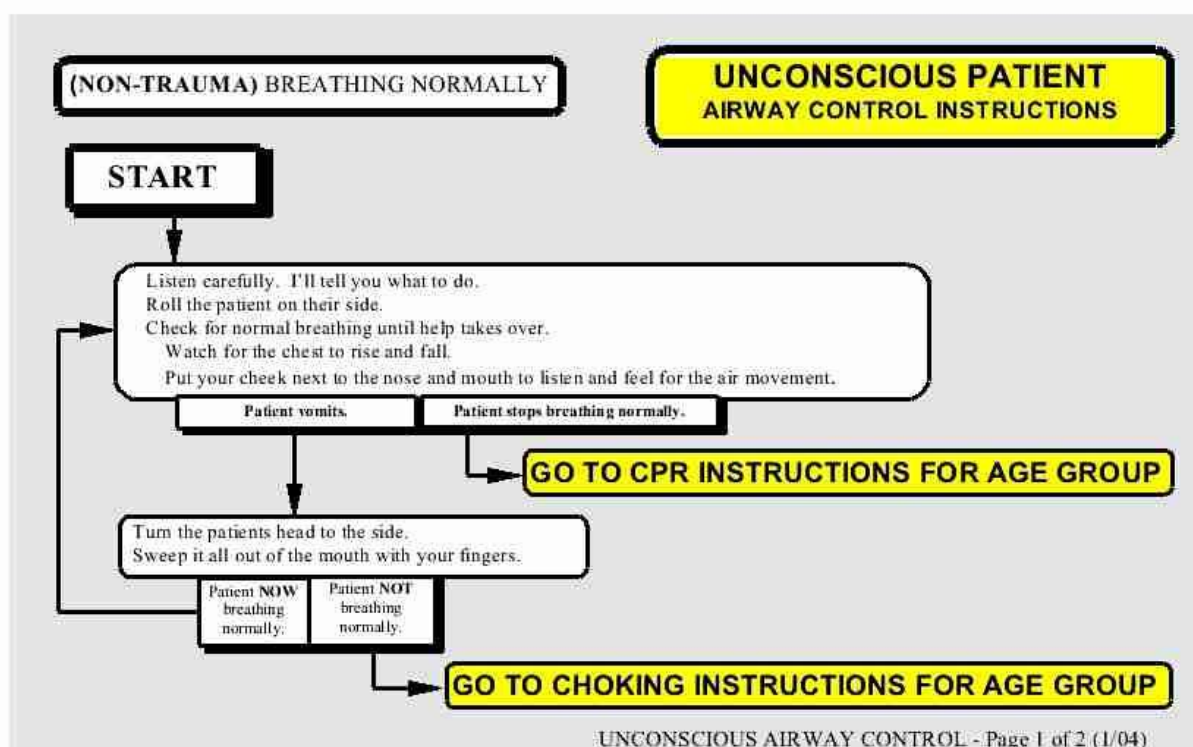 (NON-TRAUMA) BREATHING NORMALLY
UNCONSCIOUS PATIENT
AIRWAY CONTROL INSTRUCTIONS
START
Listen carefully. I'll tell you what to do.
Roll the patient on their side.
Check for normal breathing until help takes over.
Watch for the chest to rise and fall.
Put your cheek next to the nose and mouth to listen and feel for the air movement.
Patient vomits.
Patient stops breathing normally.
GO TO CPR INSTRUCTIONS FOR AGE GROUP
Turn the patients head to the side.
Sweep it all out of the mouth with your fingers.
Patient NOW
breathing
normally.
Patient NOT
breathing
normally.
GO TO CHOKING INSTRUCTIONS FOR AGE GROUP
UNCONSCIOUS AIRWAY CONTROL - Page 1 of 2 (1/04)